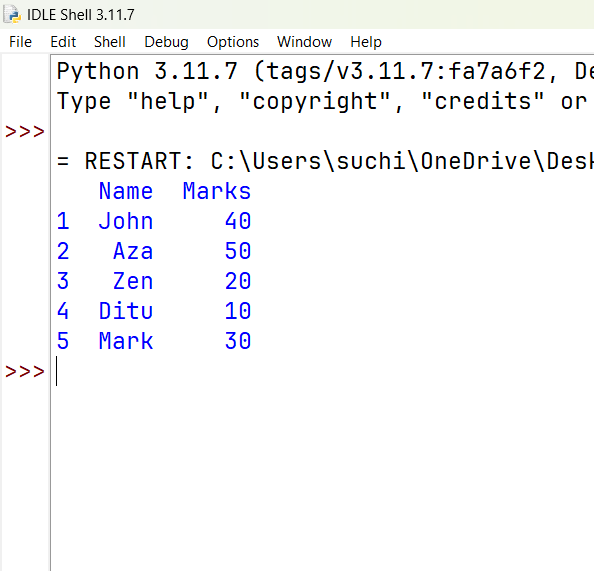 IDLE Shell 3.11.7
File Edit Shell Debug Options Window Help
Python 3.11.7 (tags/v3.11.7:fa7a6f2, De
Type "help", "copyright", "credits" or
>>>
= RESTART: C:\Users\suchi\OneDrive\Desk
Name Marks
1 John 40
2 Aza 50
3 Zen 20
4 Ditu 10
5 Mark 30
>>>